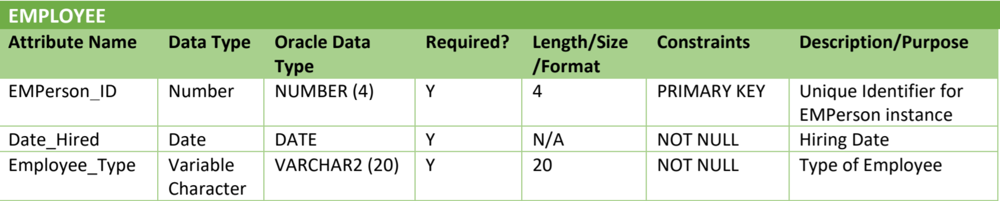 EMPLOYEE
Attribute Name Data Type Oracle Data Required? Length/Size Constraints Description/Purpose
Type /Format
EMPerson_ID Number NUMBER (4) Y 4 PRIMARY KEY Unique Identifier for
EMPerson instance
Date_Hired Date DATE Y N/A NOT NULL Hiring Date
Employee_Type Variable VARCHAR2 (20) Y 20 NOT NULL Type of Employee
Character